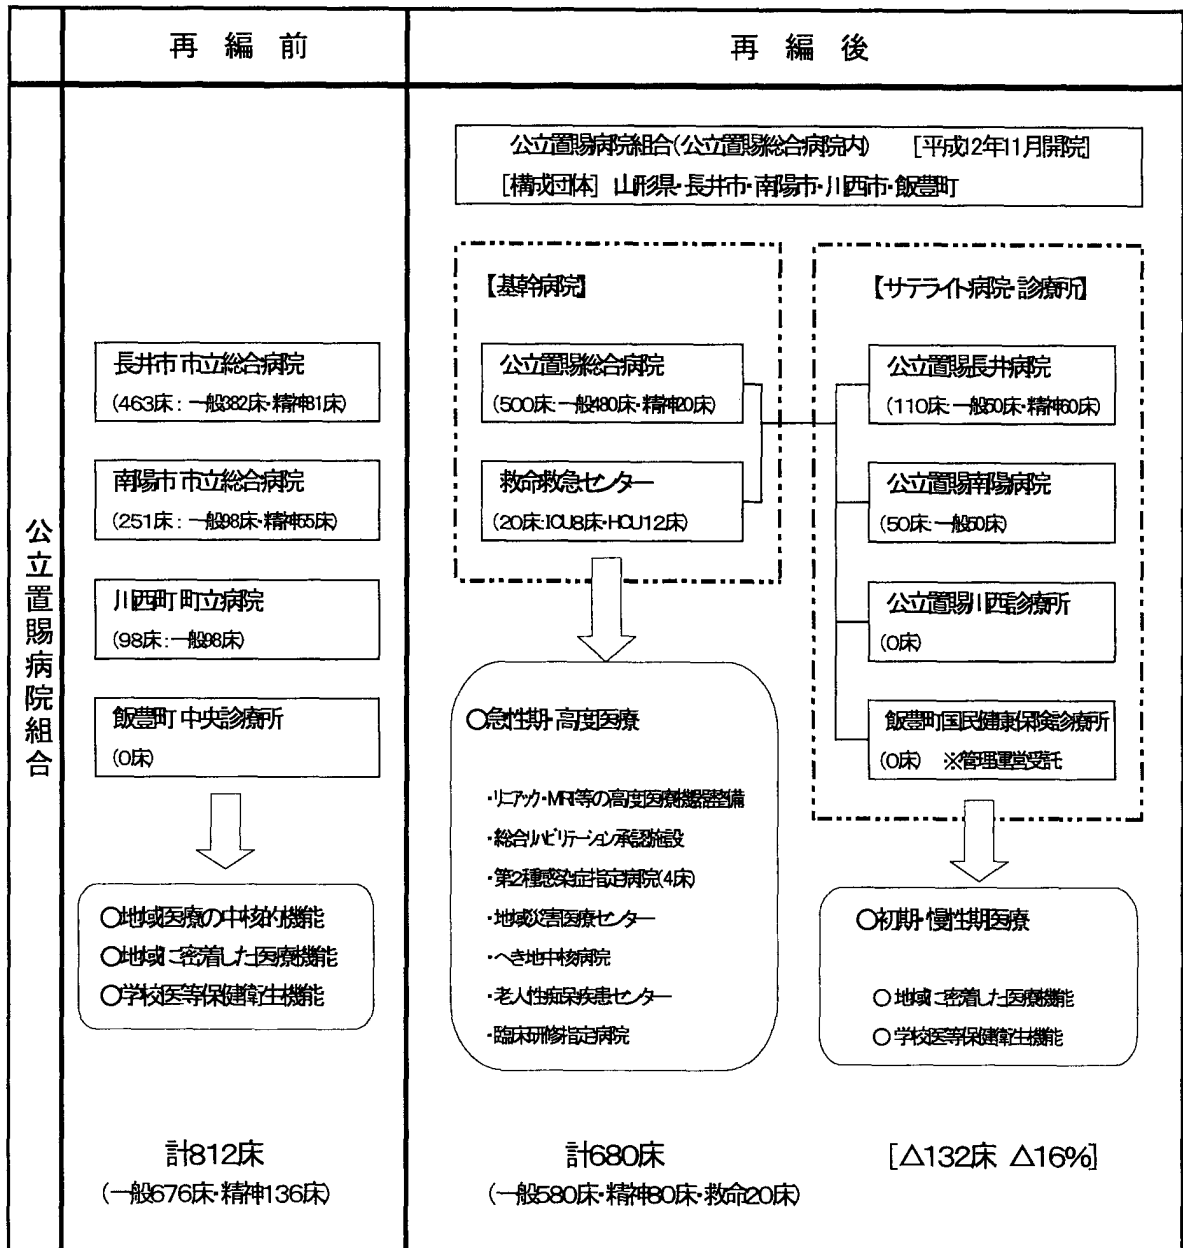 再編前
再編後
公立置賜病院組合
長井市 市立総合病院
(463床:一般382床・精神81床)
南陽市 市立総合病院
(251床:一般98床・精神55床)
川西町 町立病院
(98床:一般98床)
飯豊町 中央診療所
(0床)
○地域医療の中核的機能
○地域に密着した医療機能
○学校医等保健衛生機能
計812床
(一般676床・精神136床)
公立置賜病院組合(公立置賜総合病院内) [平成12年11月開院]
[構成団体] 山形県・長井市・南陽市・川西市・飯豊町
【基幹病院】
公立置賜総合病院
(500床:一般480床・精神20床)
救命救急センター
(20床:ICU8床・HCU12床)
○急性期・高度医療
・リニアック・MRI等の高度医療機器整備
・総合リハビリテーション承認施設
・第2種感染症指定病院(4床)
・地域災害医療センター
・へき地中核病院
・老人性痴呆疾患センター
・臨床研修指定病院
【サテライト病院・診療所】
公立置賜長井病院
(110床:一般50床・精神60床)
公立置賜南陽病院
(50床:一般50床)
公立置賜川西診療所
(0床)
飯豊町国民健康保険診療所
(0床) ※管理運営受託
○初期・慢性期医療
○地域に密着した医療機能
○学校医等保健衛生機能
計680床
(一般580床・精神80床・救命20床)
[△132床 △16%]